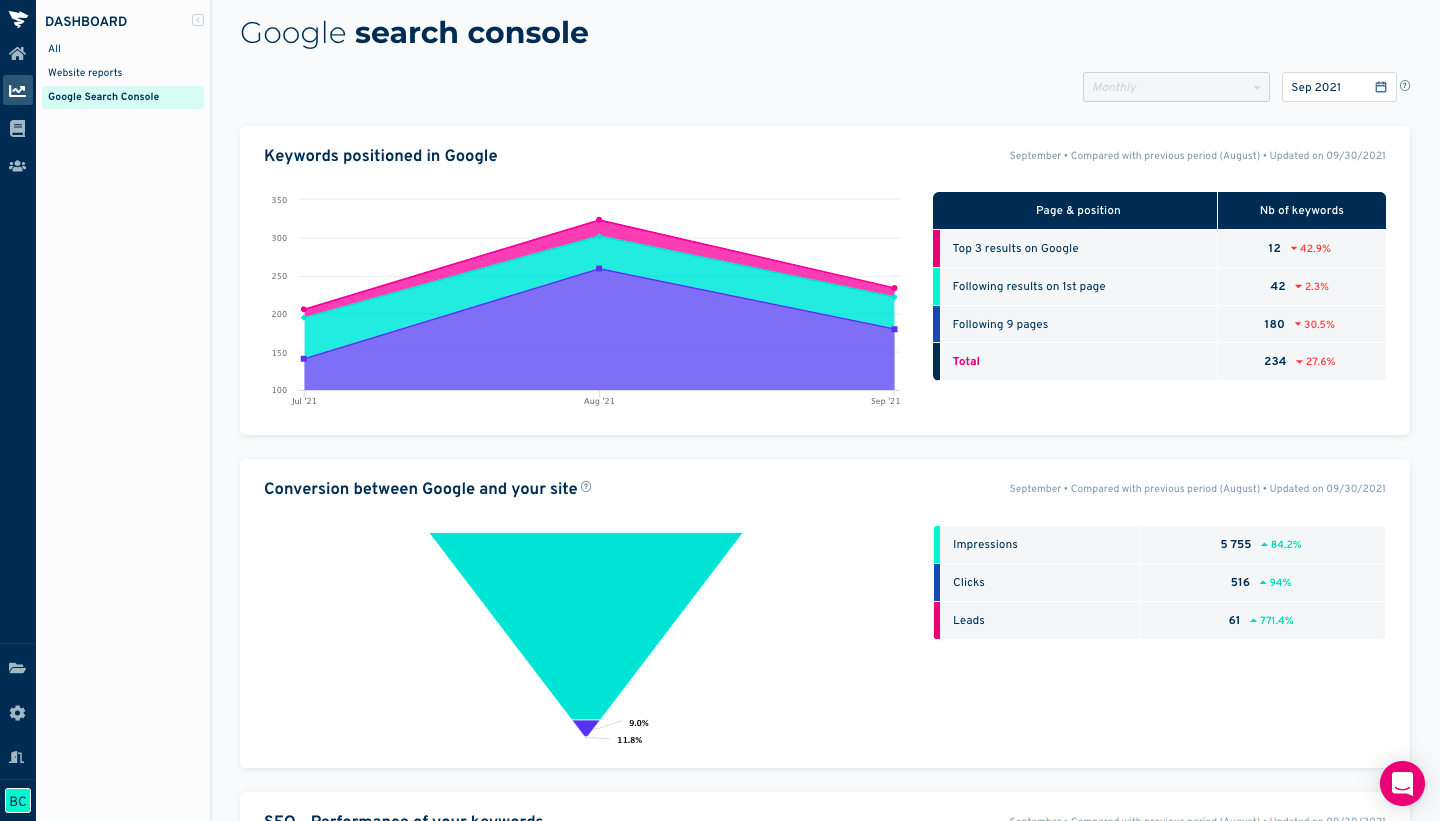 DASHBOARD
All
Website reports
Google Search Console
BC
Google search console
Monthly
Sep 2021
Keywords positioned in Google
September • Compared with previous period (August) • Updated on 09/30/2021
350
300
250
200
150
100
Jul '21
Aug '21
Sep '21
Page & position
Nb of keywords
Top 3 results on Google
12
42.9%
Following results on 1st page
42
2.3%
Following 9 pages
180
30.5%
Total
234
27.6%
Conversion between Google and your site
September • Compared with previous period (August) • Updated on 09/30/2021
9.0%
11.8%
Impressions
5 755
84.2%
Clicks
516
94%
Leads
61
771.4%
SEO - Performance of your keywords
September • Compared with previous period (August) • Updated on 09/30/2021